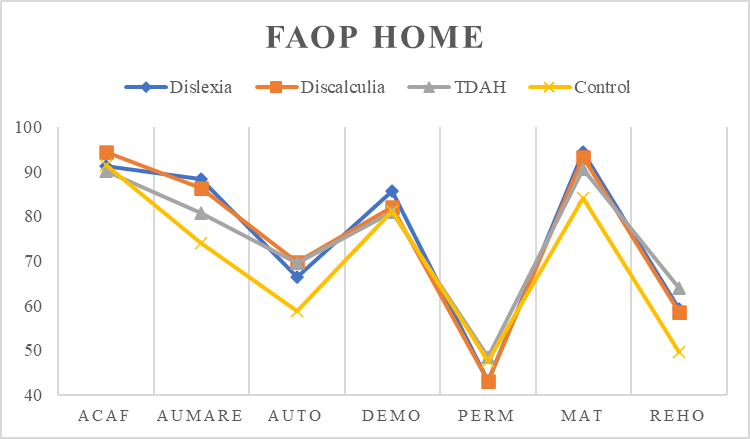 FAOP HOME
Dislexia Discalculia TDAH Control
100
90
80
70
60
50
40
ACAF AUMARE AUTO DEMO PERM MAT REHO